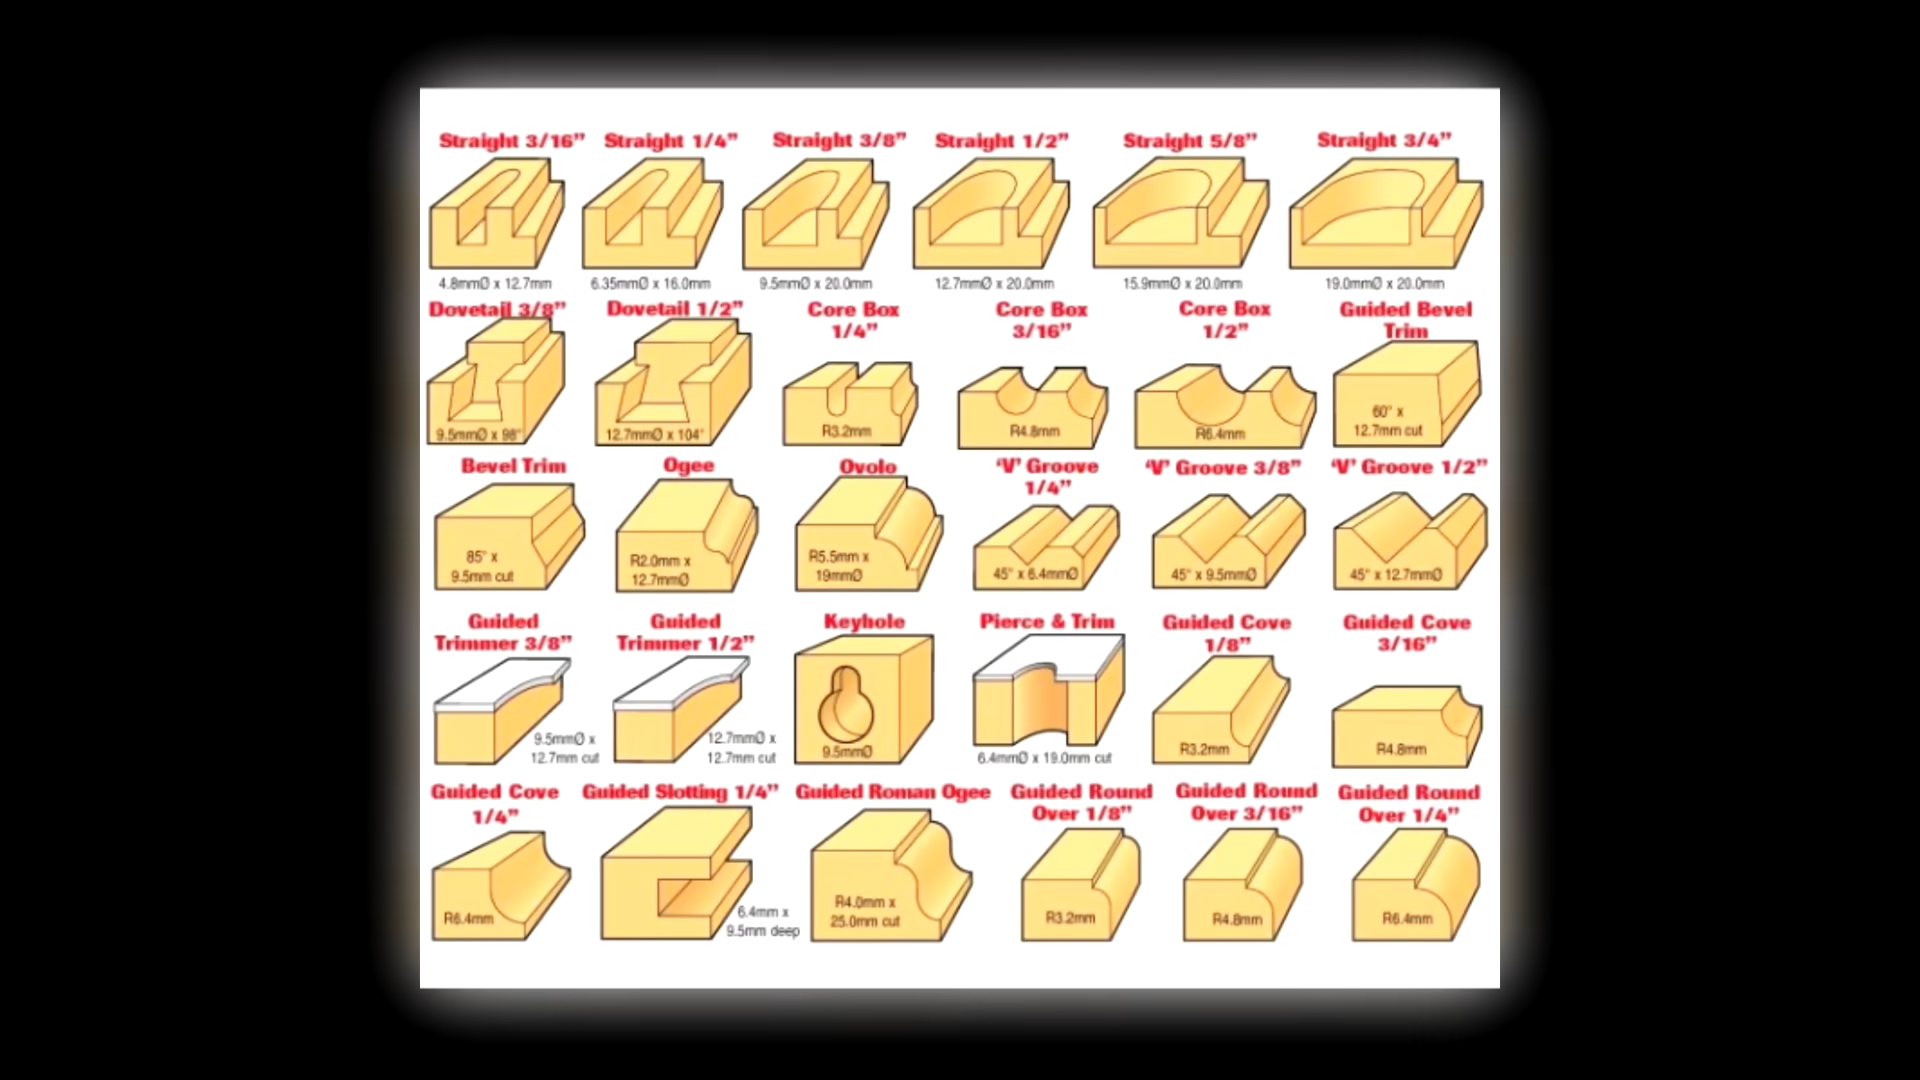 Straight 3/16”
Straight 1/4”
Straight 3/8”
Straight 1/2”
Straight 5/8”
Straight 3/4”
4.8mmØ x 12.7mm
6.35mmØ x 16.0mm
9.5mmØ x 20.0mm
12.7mmØ x 20.0mm
15.9mmØ x 20.0mm
19.0mmØ x 20.0mm
Dovetail 3/8”
Dovetail 1/2”
Core Box
1/4”
Core Box
3/16”
Core Box
1/2”
Guided Bevel
Trim
9.5mmØ x 98°
12.7mmØ x 104°
R3.2mm
R4.8mm
R6.4mm
60° x
12.7mm cut
Bevel Trim
Ogee
Ovolo
‘V’ Groove
1/4”
‘V’ Groove 3/8”
‘V’ Groove 1/2”
85° x
9.5mm cut
R2.0mm x
12.7mmØ
R5.5mm x
19mmØ
45° x 6.4mmØ
45° x 9.5mmØ
45° x 12.7mmØ
Guided
Trimmer 3/8”
Guided
Trimmer 1/2”
Keyhole
Pierce & Trim
Guided Cove
1/8”
Guided Cove
3/16”
9.5mmØ x
12.7mm cut
12.7mmØ x
12.7mm cut
9.5mmØ
6.4mmØ x 19.0mm cut
R3.2mm
R4.8mm
Guided Cove
1/4”
Guided Slotting 1/4”
Guided Roman Ogee
Guided Round
Over 1/8”
Guided Round
Over 3/16”
Guided Round
Over 1/4”
R6.4mm
6.4mm x
9.5mm deep
R4.0mm x
25.0mm cut
R3.2mm
R4.8mm
R6.4mm